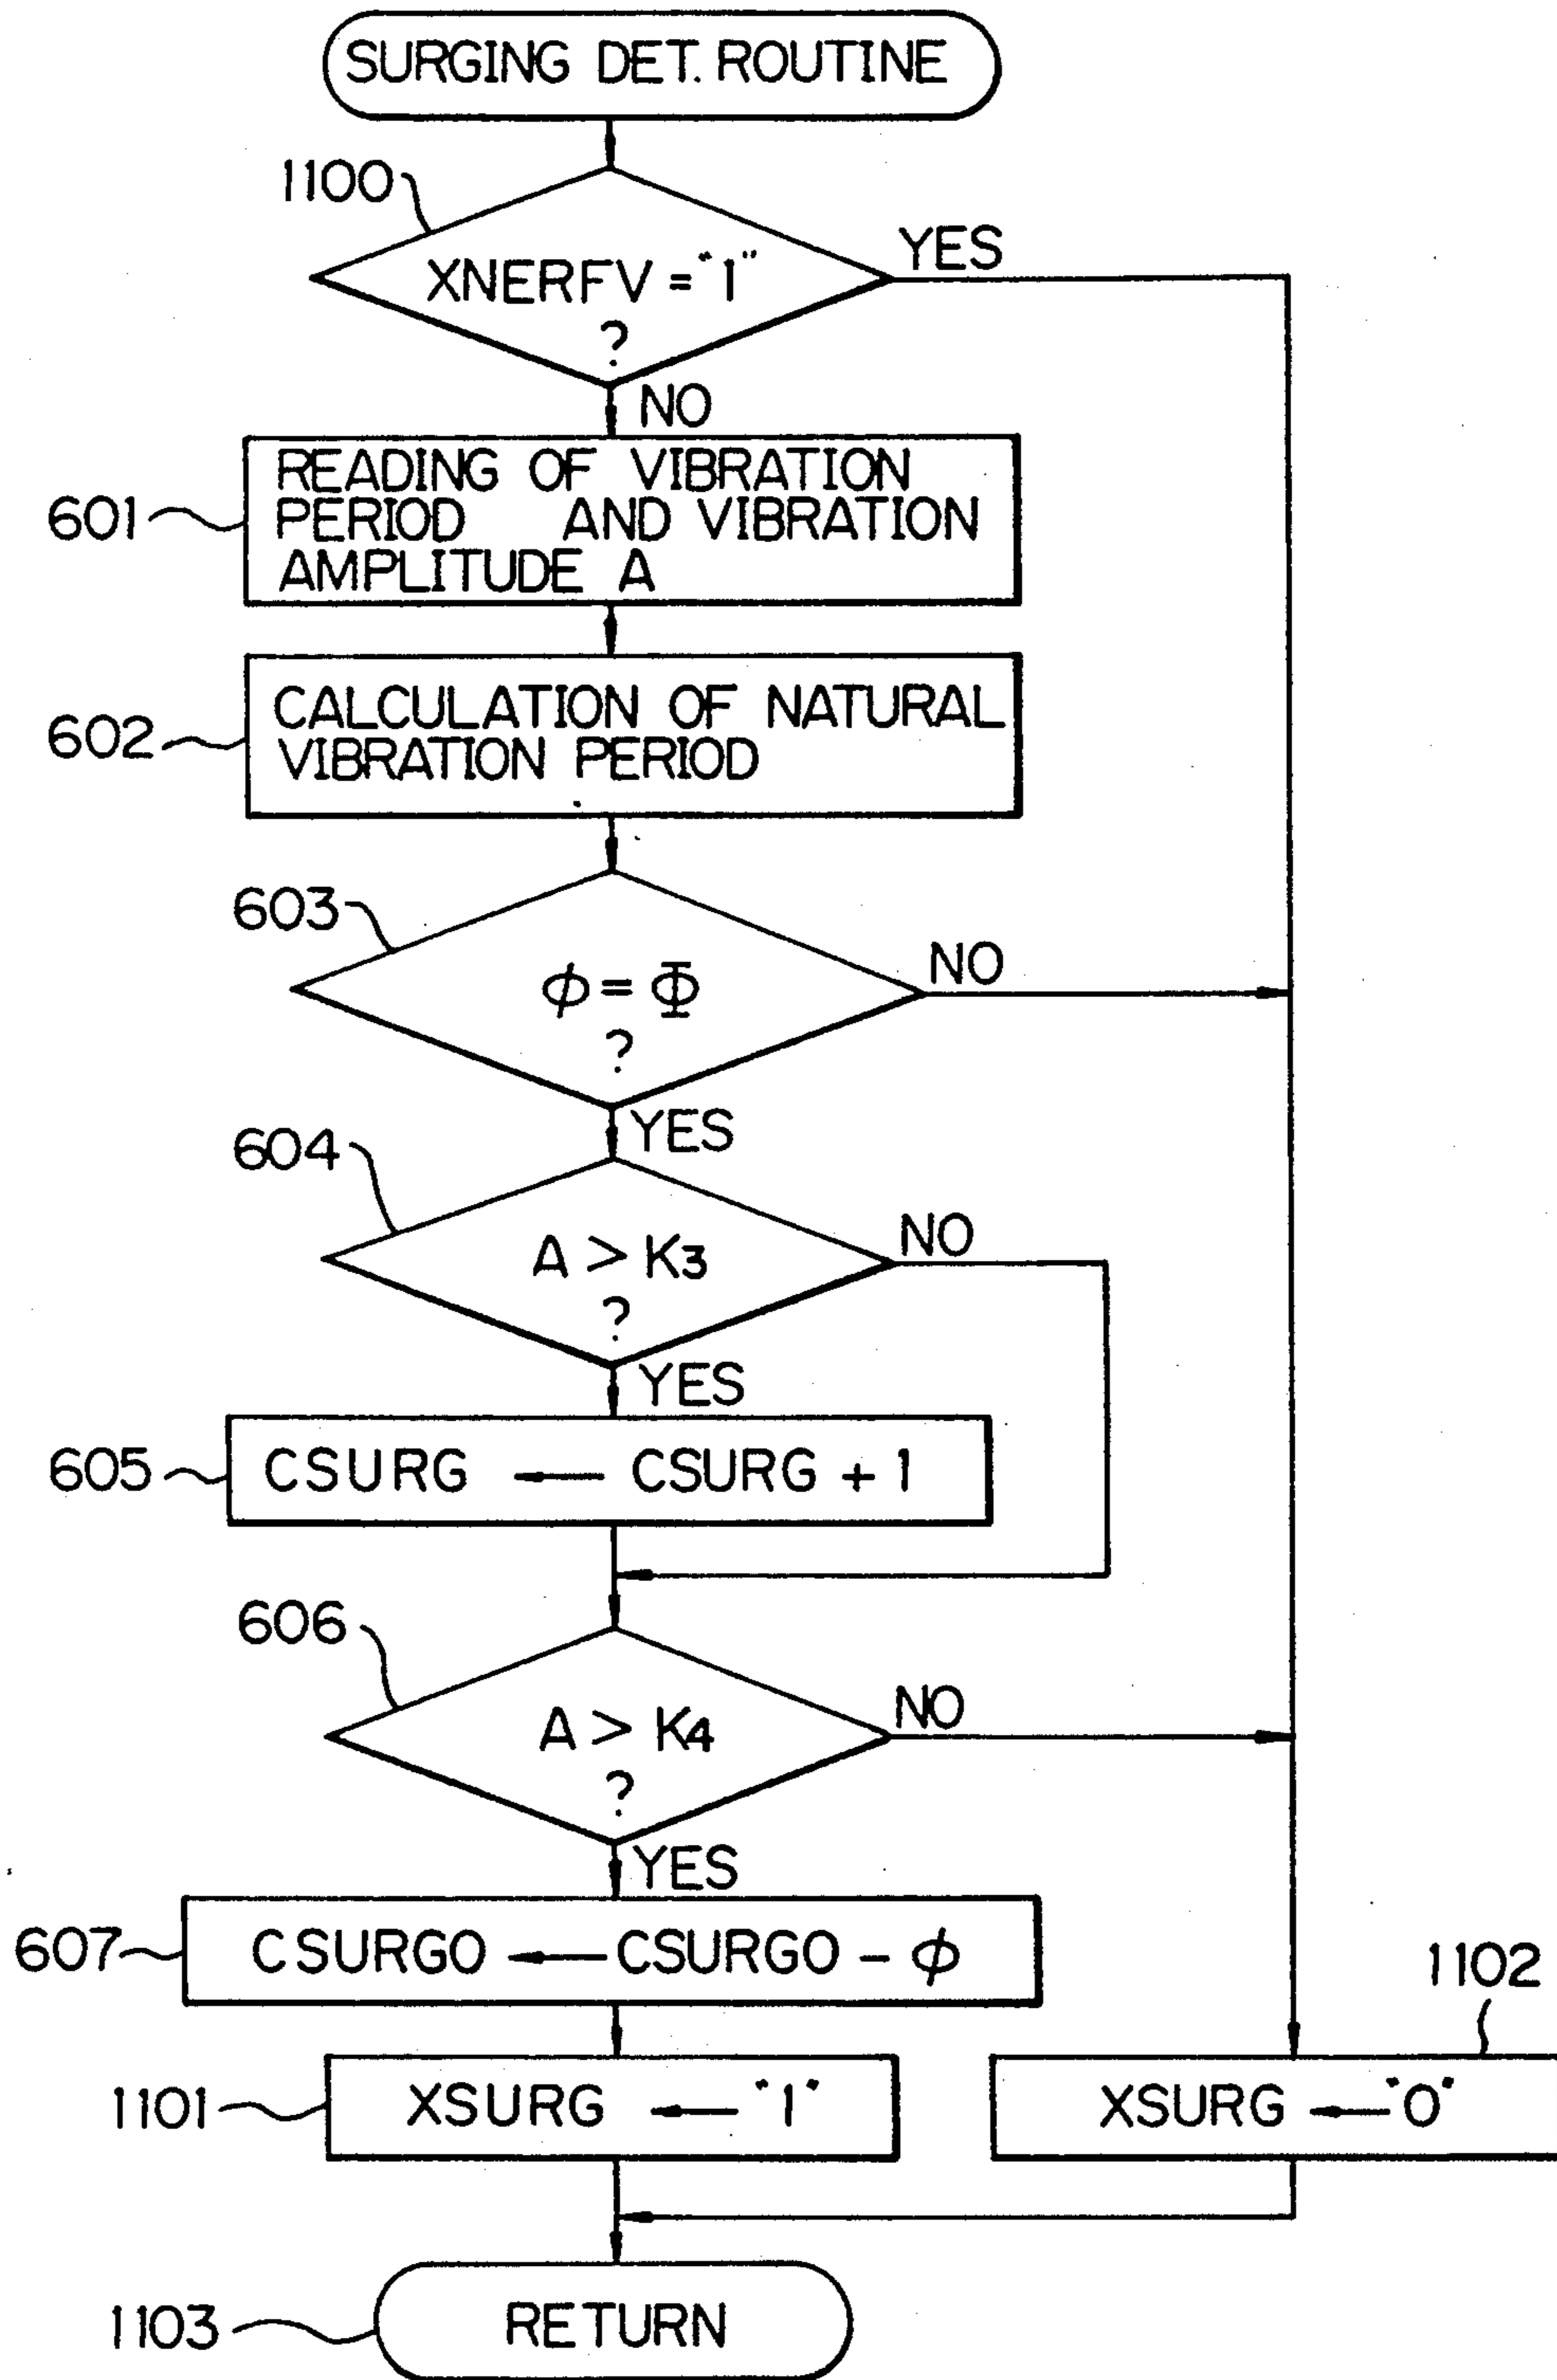 SURGING DET. ROUTINE
1100
XNERFV = "1"
?
YES
NO
601
READING OF VIBRATION
PERIOD AND VIBRATION
AMPLITUDE A
602
CALCULATION OF NATURAL
VIBRATION PERIOD
603
ϕ = Φ
?
NO
YES
604
A > K3
?
NO
YES
605
CSURG ← CSURG + 1
606
A > K4
?
NO
YES
607
CSURGO ← CSURGO - ϕ
1101
XSURG ← "1"
1102
XSURG ← "0"
1103
RETURN